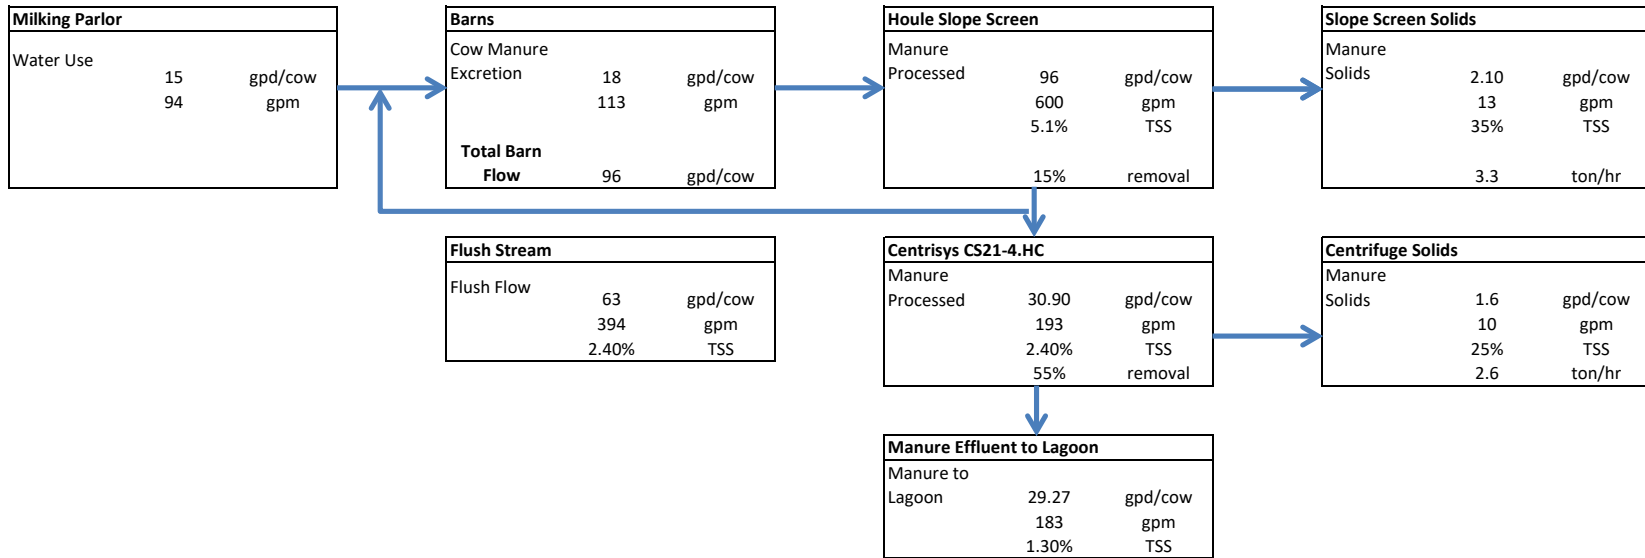 Milking Parlor
Water Use
15 gpd/cow
94 gpm
Barns
Cow Manure
Excretion 18 gpd/cow
113 gpm
Total Barn
Flow 96 gpd/cow
Houle Slope Screen
Manure
Processed 96 gpd/cow
600 gpm
5.1% TSS
15% removal
Slope Screen Solids
Manure
Solids 2.10 gpd/cow
13 gpm
35% TSS
3.3 ton/hr
Flush Stream
Flush Flow
63 gpd/cow
394 gpm
2.40% TSS
Centrisys CS21-4.HC
Manure
Processed 30.90 gpd/cow
193 gpm
2.40% TSS
55% removal
Centrifuge Solids
Manure
Solids 1.6 gpd/cow
10 gpm
25% TSS
2.6 ton/hr
Manure Effluent to Lagoon
Manure to
Lagoon 29.27 gpd/cow
183 gpm
1.30% TSS